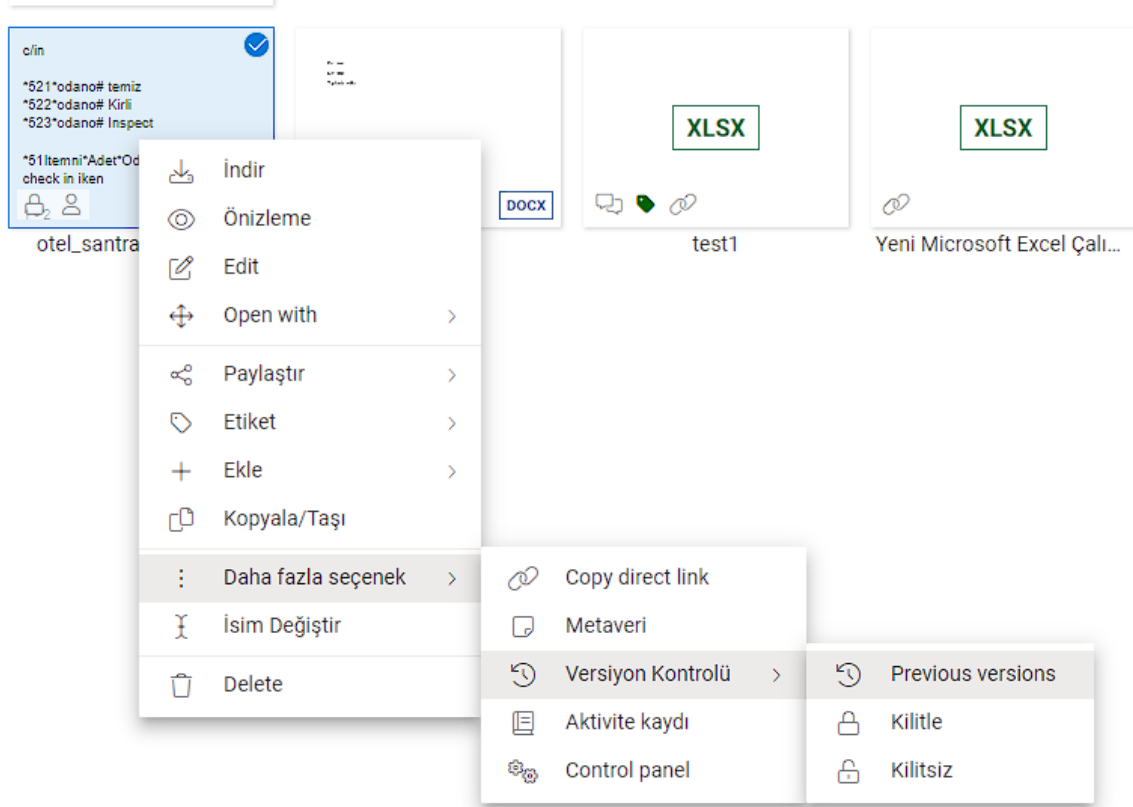 c/in
*521*odano# temiz
*522*odano# Kirli
*523*odano# Inspect
*51Itemni*Adet*Od
check in iken
2
DOCX
XLSX
XLSX
otel_santra
test1
Yeni Microsoft Excel Çalı...
İndir
Önizleme
Edit
Open with
Paylaştır
Etiket
Ekle
Kopyala/Taşı
Daha fazla seçenek
İsim Değiştir
Delete
Copy direct link
Metaveri
Versiyon Kontrolü
Aktivite kaydı
Control panel
Previous versions
Kilitle
Kilitsiz